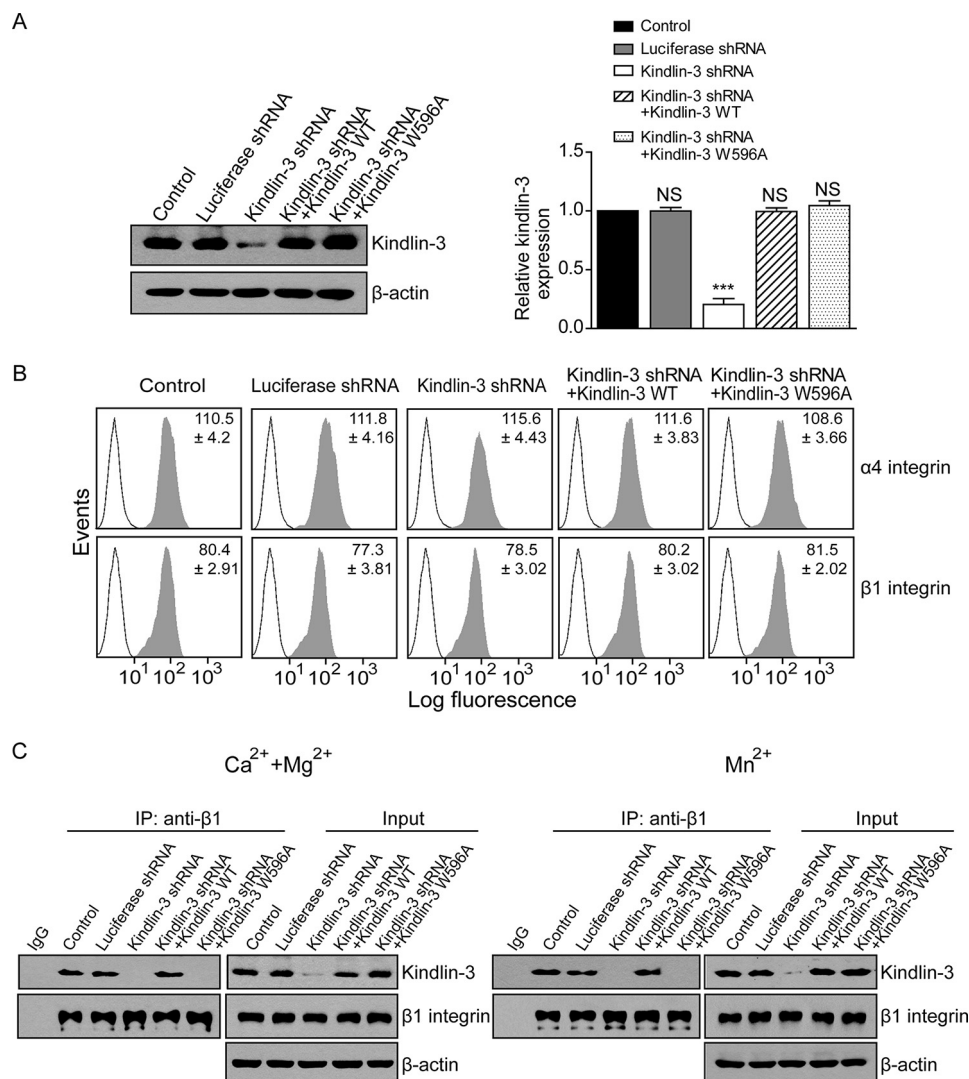 A
Control
Luciferase shRNA
Kindlin-3 shRNA
Kindlin-3 shRNA
+Kindlin-3 WT
Kindlin-3 shRNA
+Kindlin-3 W596A
Kindlin-3
β-actin
Control
Luciferase shRNA
Kindlin-3 shRNA
Kindlin-3 shRNA
+Kindlin-3 WT
Kindlin-3 shRNA
+Kindlin-3 W596A
Relative kindlin-3
expression
1.5
1.0
0.5
0.0
NS
***
NS
NS
B
Control
Luciferase shRNA
Kindlin-3 shRNA
Kindlin-3 shRNA
+Kindlin-3 WT
Kindlin-3 shRNA
+Kindlin-3 W596A
110.5
± 4.2
111.8
± 4.16
115.6
± 4.43
111.6
± 3.83
108.6
± 3.66
α4 integrin
Events
80.4
± 2.91
77.3
± 3.81
78.5
± 3.02
80.2
± 3.02
81.5
± 2.02
β1 integrin
10¹ 10² 10³
10¹ 10² 10³
10¹ 10² 10³
10¹ 10² 10³
10¹ 10² 10³
Log fluorescence
C
Ca²⁺+Mg²⁺
IP: anti-β1
Input
IgG
Control
Luciferase shRNA
Kindlin-3 shRNA
Kindlin-3 shRNA
+Kindlin-3 WT
Kindlin-3 shRNA
+Kindlin-3 W596A
Control
Luciferase shRNA
Kindlin-3 shRNA
Kindlin-3 shRNA
+Kindlin-3 WT
Kindlin-3 shRNA
+Kindlin-3 W596A
Kindlin-3
β1 integrin
β-actin
Mn²⁺
IP: anti-β1
Input
IgG
Control
Luciferase shRNA
Kindlin-3 shRNA
Kindlin-3 shRNA
+Kindlin-3 WT
Kindlin-3 shRNA
+Kindlin-3 W596A
Control
Luciferase shRNA
Kindlin-3 shRNA
Kindlin-3 shRNA
+Kindlin-3 WT
Kindlin-3 shRNA
+Kindlin-3 W596A
Kindlin-3
β1 integrin
β-actin